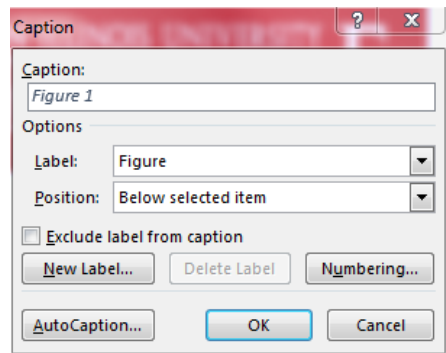 Caption
Caption:
Figure 1
Options
Label: Figure
Position: Below selected item
Exclude label from caption
New Label... Delete Label Numbering...
AutoCaption... OK Cancel